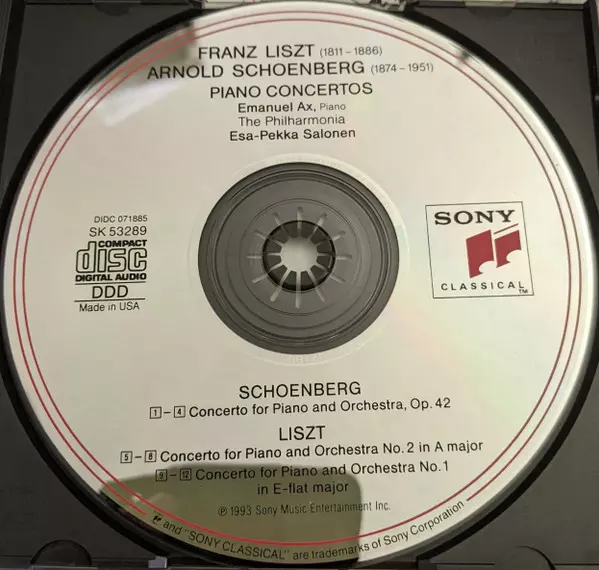 FRANZ LISZT (1811 – 1886)
ARNOLD SCHOENBERG (1874 – 1951)
PIANO CONCERTOS
Emanuel Ax, Piano
The Philharmonia
Esa-Pekka Salonen
DIDC 071885
SK 53289
COMPACT
disc
DIGITAL AUDIO
DDD
Made in USA
SONY
CLASSICAL™
SCHOENBERG
1 – 4 Concerto for Piano and Orchestra, Op. 42
LISZT
5 – 8 Concerto for Piano and Orchestra No. 2 in A major
9 – 12 Concerto for Piano and Orchestra No. 1
in E-flat major
℗ 1993 Sony Music Entertainment Inc.
and "SONY CLASSICAL" are trademarks of Sony Corporation